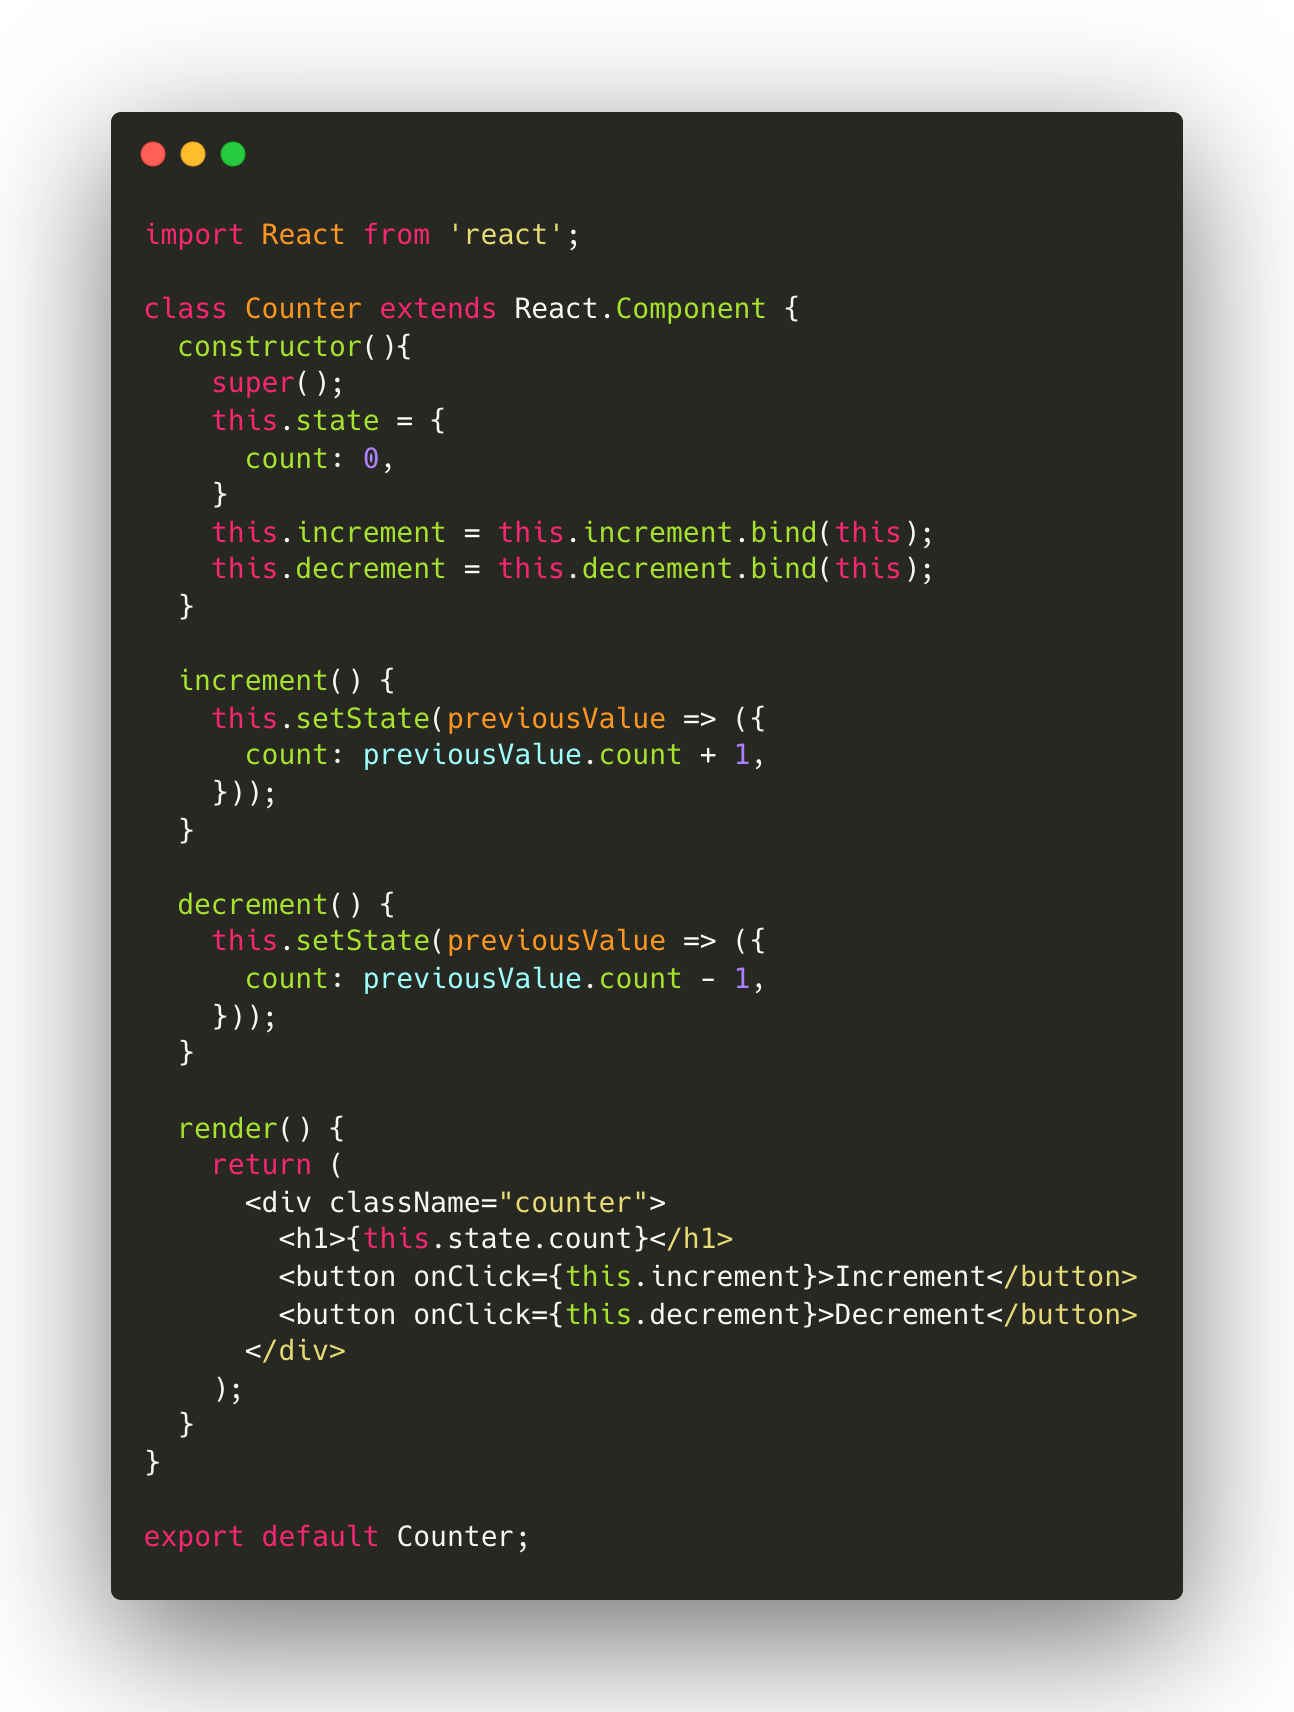 import React from 'react';

class Counter extends React.Component {
  constructor(){
    super();
    this.state = {
      count: 0,
    }
    this.increment = this.increment.bind(this);
    this.decrement = this.decrement.bind(this);
  }

  increment() {
    this.setState(previousValue => ({
      count: previousValue.count + 1,
    }));
  }

  decrement() {
    this.setState(previousValue => ({
      count: previousValue.count - 1,
    }));
  }

  render() {
    return (
      <div className="counter">
        <h1>{this.state.count}</h1>
        <button onClick={this.increment}>Increment</button>
        <button onClick={this.decrement}>Decrement</button>
      </div>
    );
  }
}

export default Counter;